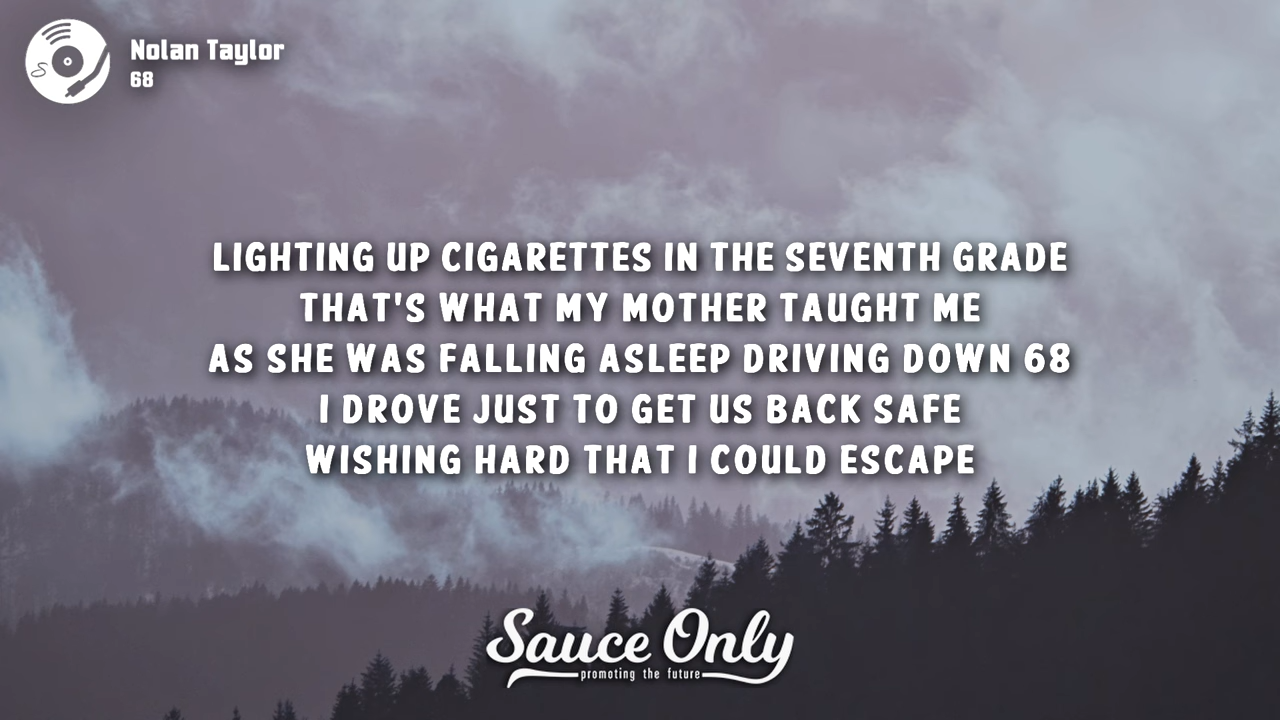 Nolan Taylor
68
LIGHTING UP CIGARETTES IN THE SEVENTH GRADE
THAT'S WHAT MY MOTHER TAUGHT ME
AS SHE WAS FALLING ASLEEP DRIVING DOWN 68
I DROVE JUST TO GET US BACK SAFE
WISHING HARD THAT I COULD ESCAPE
Sauce Only
promoting the future